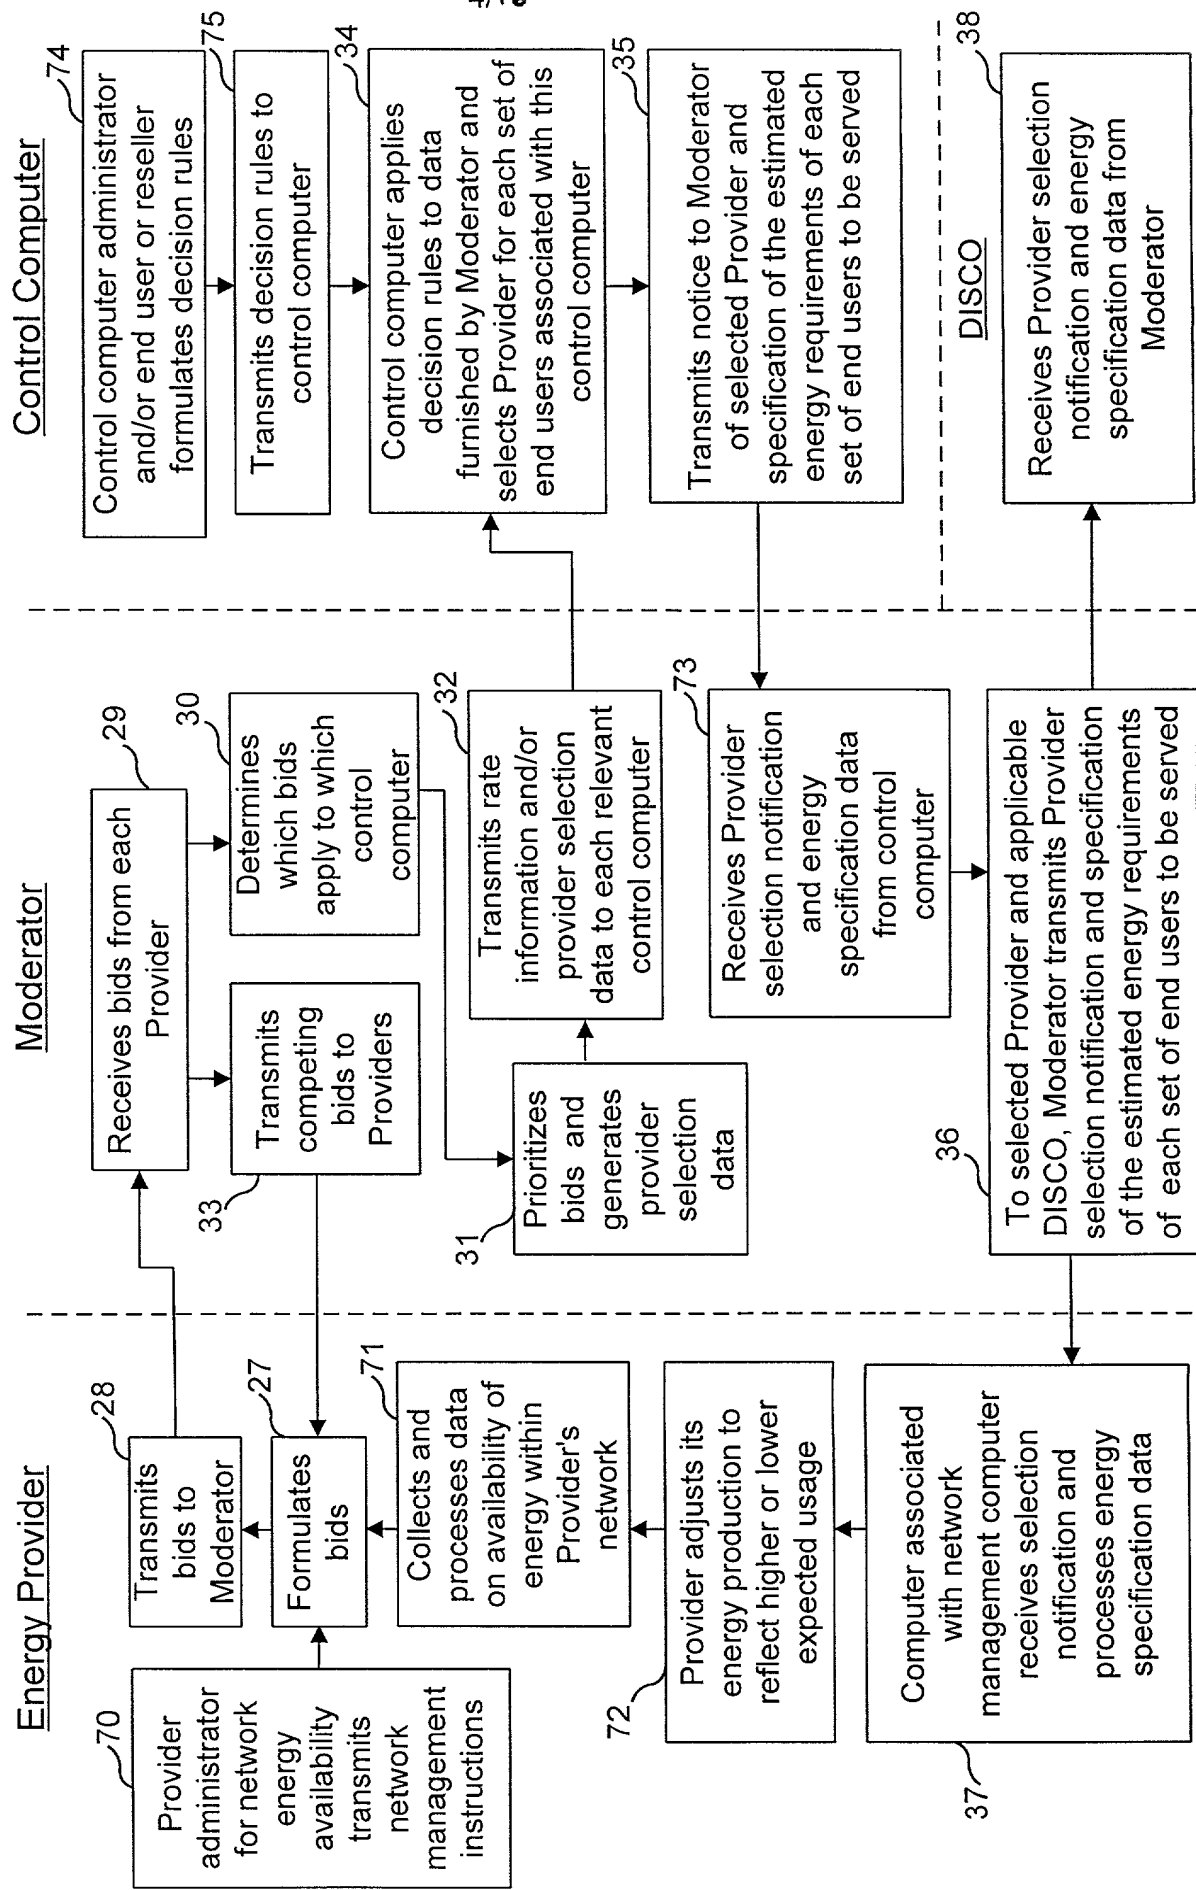 Energy Provider
70
Provider
administrator
for network
energy
availability
transmits
network
management
instructions
28
Transmits
bids to
Moderator
27
Formulates
bids
71
Collects and
processes data
on availability of
energy within
Provider's
network
72
Provider adjusts its
energy production to
reflect higher or lower
expected usage
37
Computer associated
with network
management computer
receives selection
notification and
processes energy
specification data
Moderator
29
Receives bids from each
Provider
33
Transmits
competing
bids to
Providers
30
Determines
which bids
apply to which
control
computer
31
Prioritizes
bids and
generates
provider
selection
data
32
Transmits rate
information and/or
provider selection
data to each relevant
control computer
73
Receives Provider
selection notification
and energy
specification data
from control
computer
36
To selected Provider and applicable
DISCO, Moderator transmits Provider
selection notification and specification
of the estimated energy requirements
of each set of end users to be served
Control Computer
74
Control computer administrator
and/or end user or reseller
formulates decision rules
75
Transmits decision rules to
control computer
34
Control computer applies
decision rules to data
furnished by Moderator and
selects Provider for each set of
end users associated with this
control computer
35
Transmits notice to Moderator
of selected Provider and
specification of the estimated
energy requirements of each
set of end users to be served
DISCO
38
Receives Provider selection
notification and energy
specification data from
Moderator